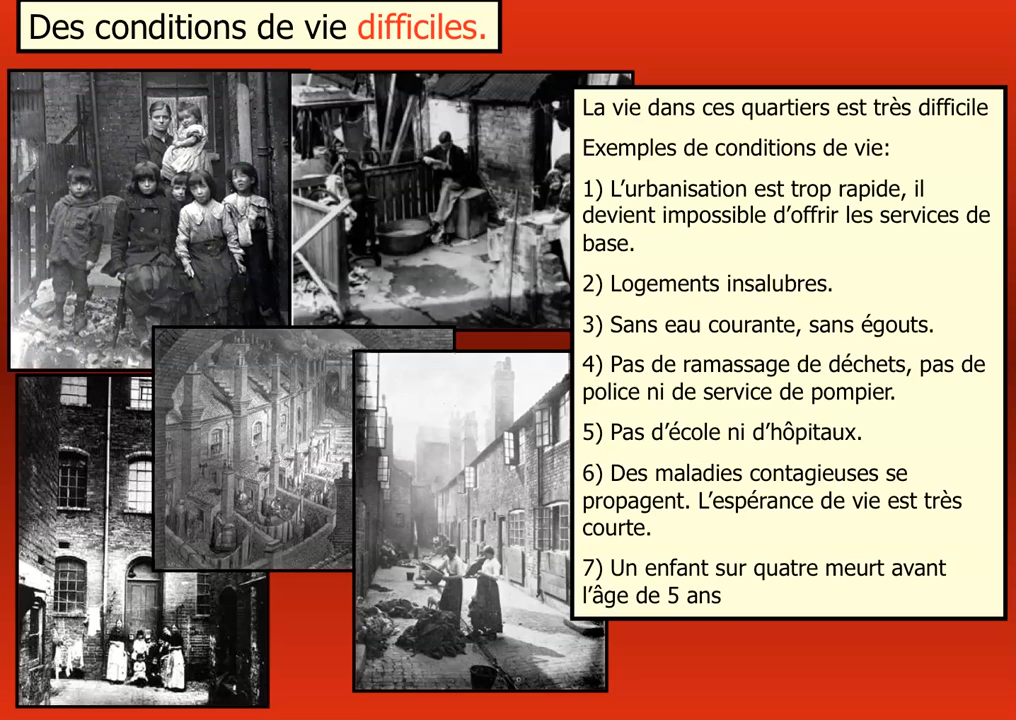 Des conditions de vie difficiles.
La vie dans ces quartiers est très difficile
Exemples de conditions de vie:
1) L’urbanisation est trop rapide, il
devient impossible d’offrir les services de
base.
2) Logements insalubres.
3) Sans eau courante, sans égouts.
4) Pas de ramassage de déchets, pas de
police ni de service de pompier.
5) Pas d’école ni d’hôpitaux.
6) Des maladies contagieuses se
propagent. L’espérance de vie est très
courte.
7) Un enfant sur quatre meurt avant
l’âge de 5 ans